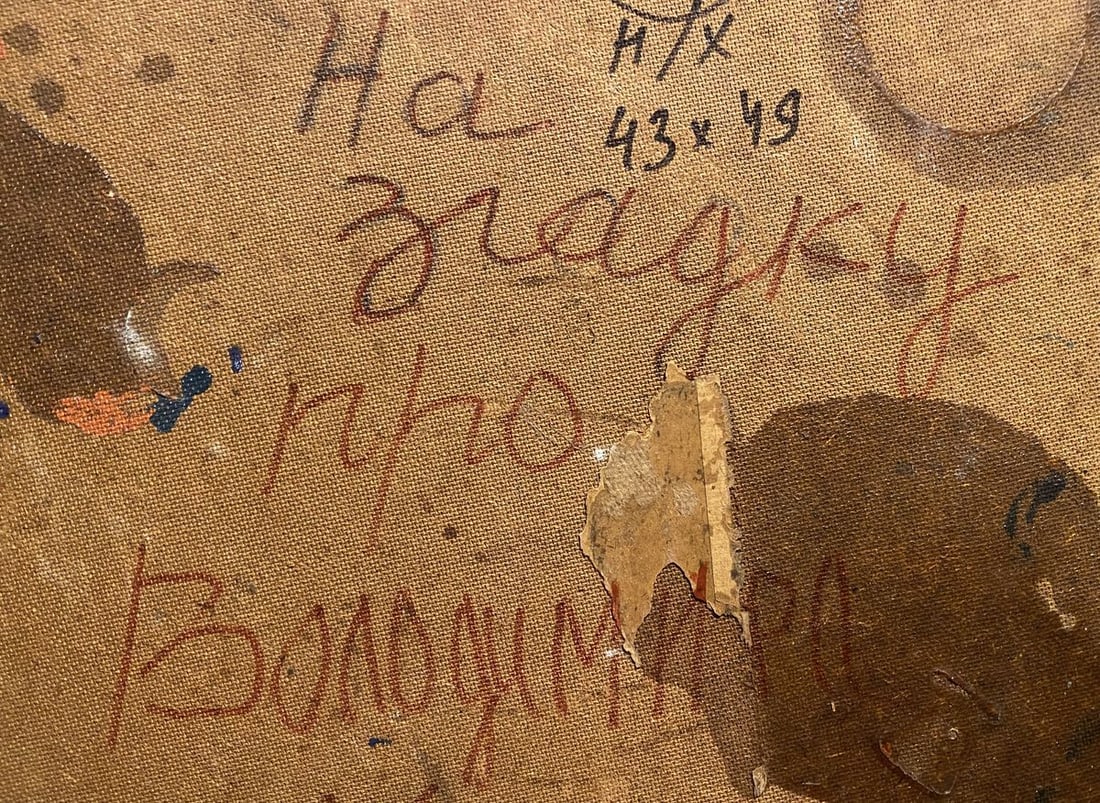 На
н/х
43 х 49
згадку
про
Володимира